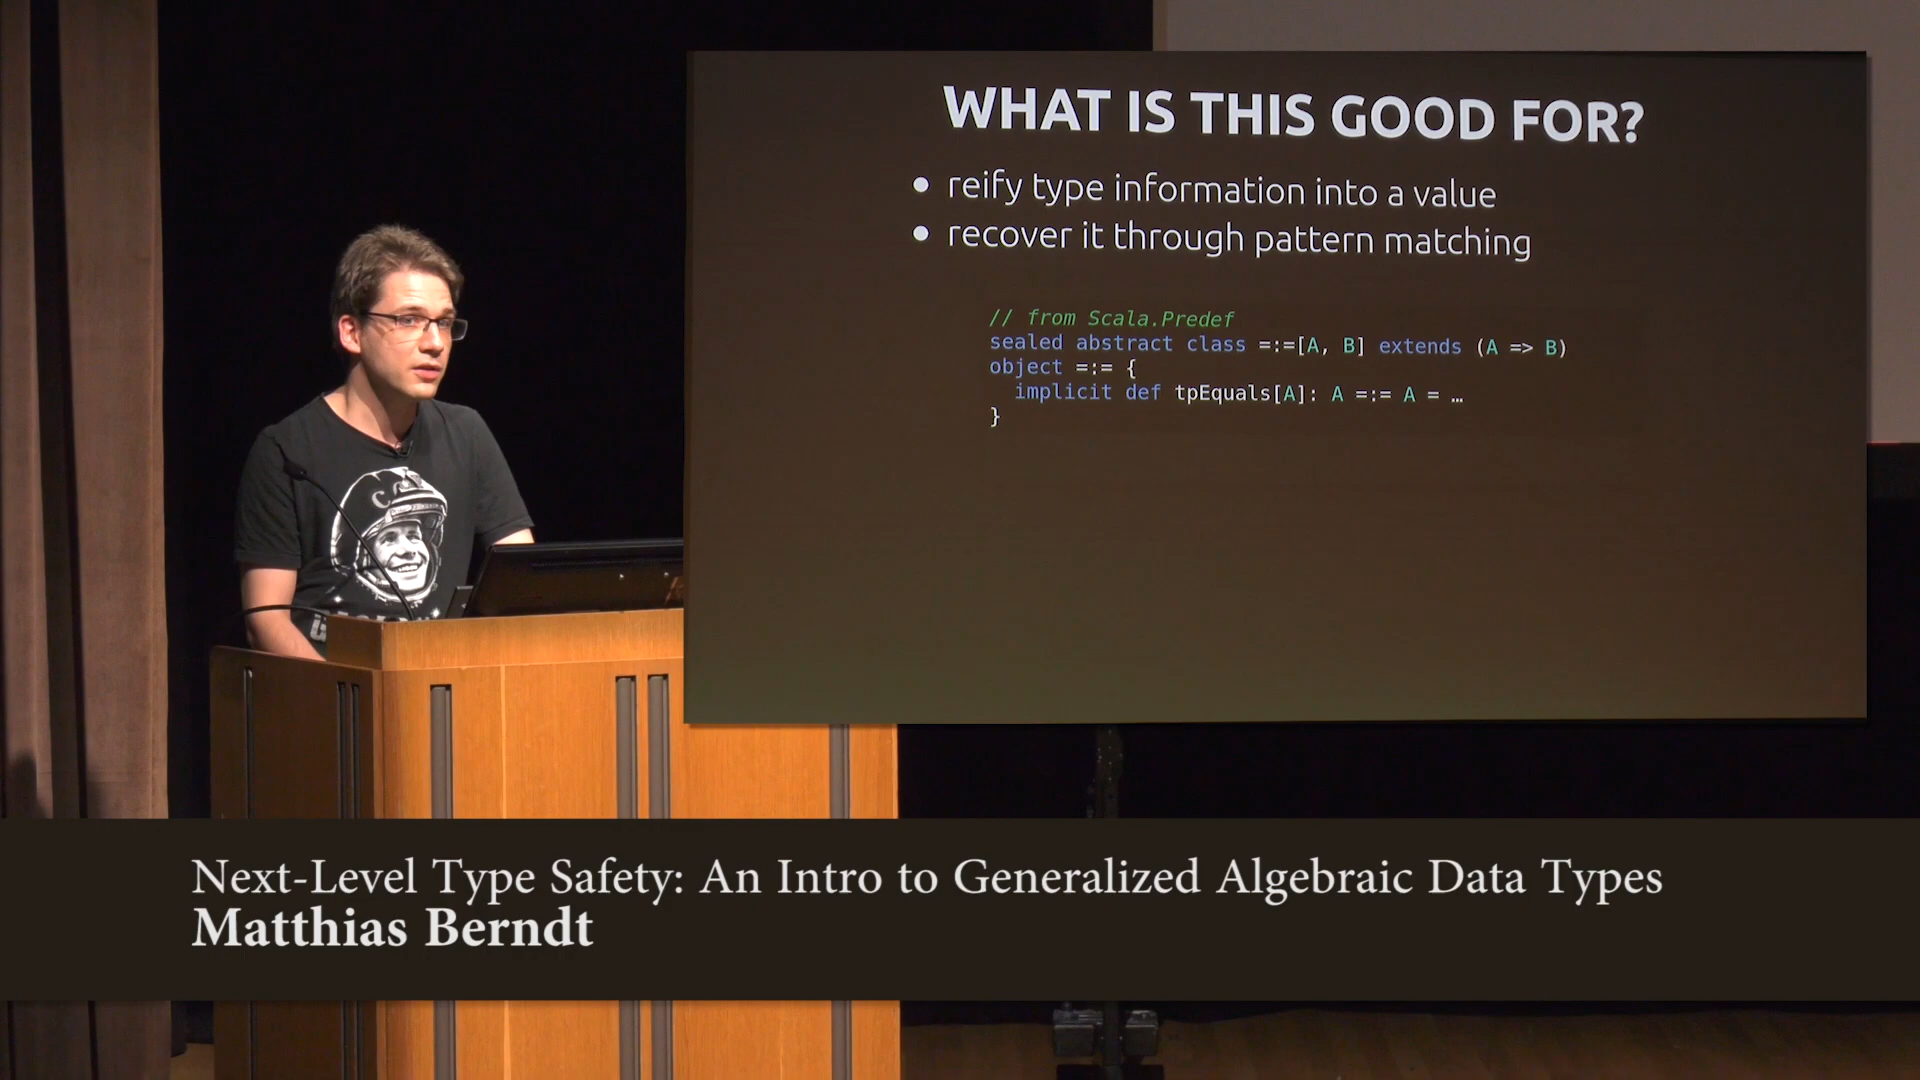 WHAT IS THIS GOOD FOR?
• reify type information into a value
• recover it through pattern matching
// from Scala.Predef
sealed abstract class =:=[A, B] extends (A => B)
object =:= {
  implicit def tpEquals[A]: A =:= A = …
}
Next-Level Type Safety: An Intro to Generalized Algebraic Data Types
Matthias Berndt